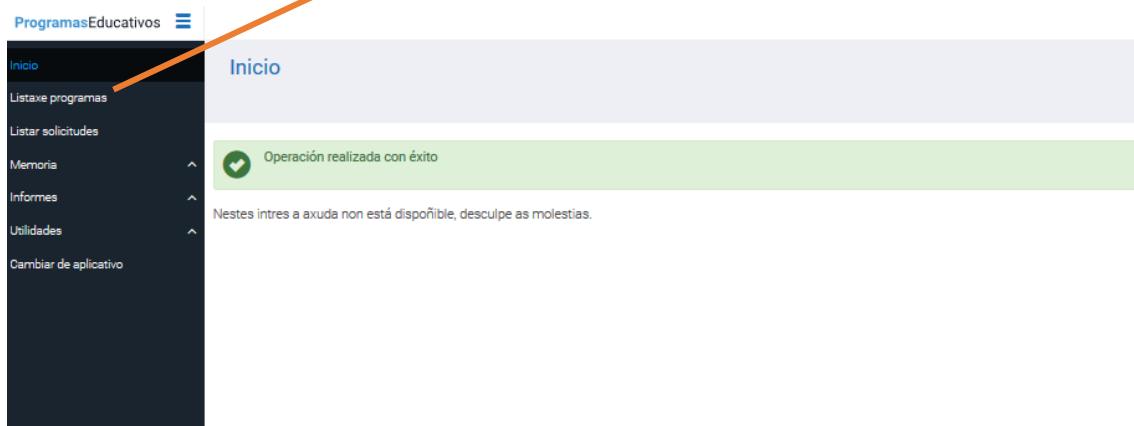 ProgramasEducativos
Inicio
Listaxe programas
Listar solicitudes
Memoria
Informes
Utilidades
Cambiar de aplicativo
Inicio
Operación realizada con éxito
Nestes intres a axuda non está dispoñible, desculpe as molestias.